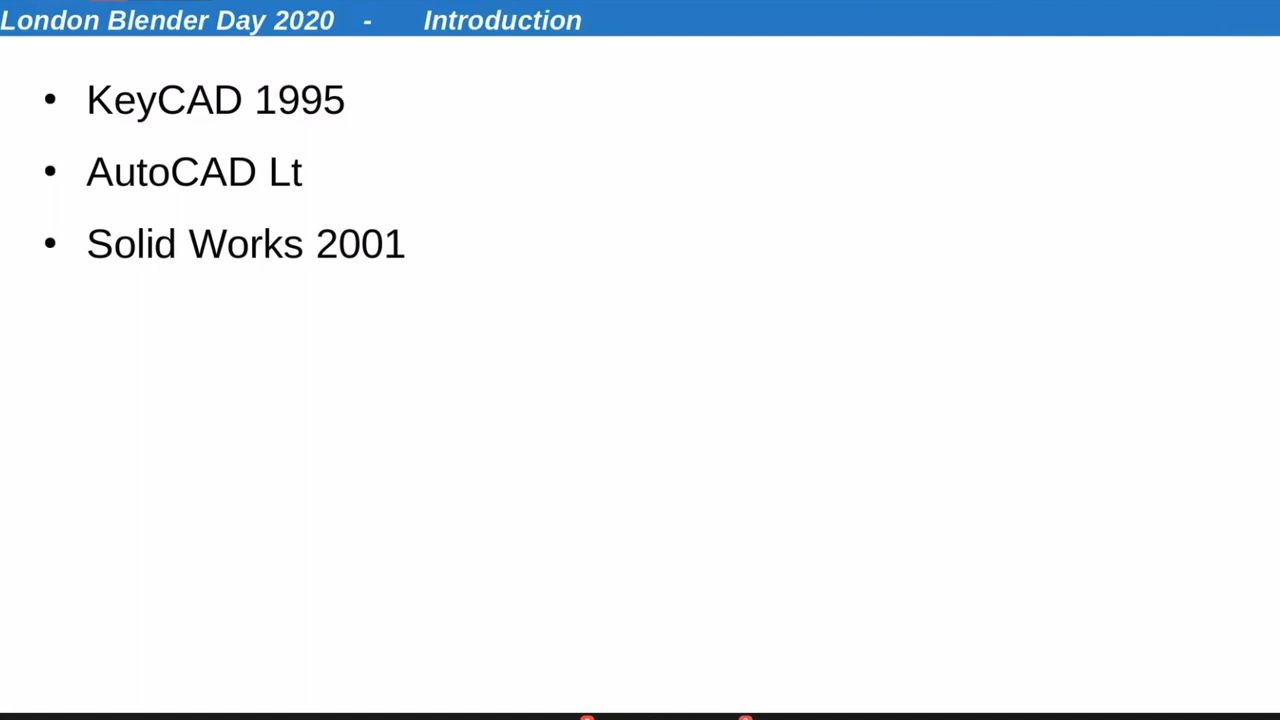 London Blender Day 2020 - Introduction
• KeyCAD 1995
• AutoCAD Lt
• Solid Works 2001